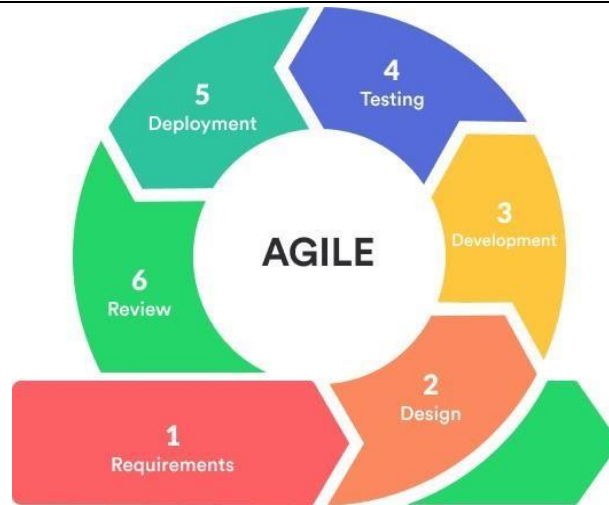 AGILE
1
Requirements
2
Design
3
Development
4
Testing
5
Deployment
6
Review